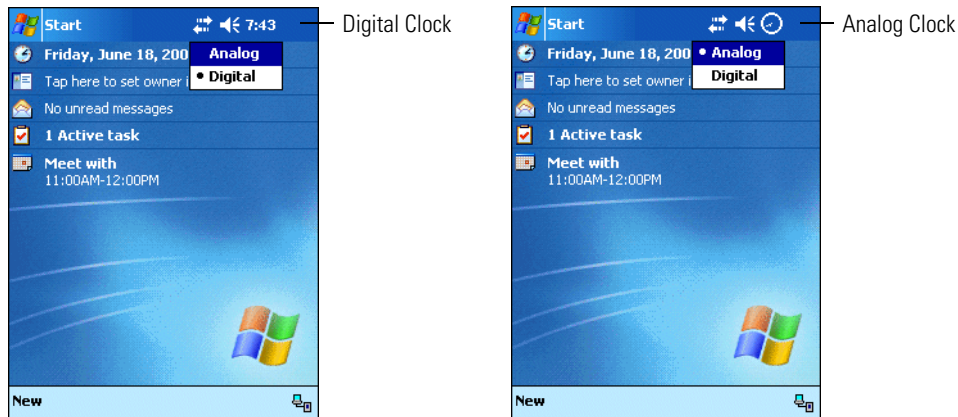 Start 7:43
Digital Clock
Friday, June 18, 200
Analog
Tap here to set owner i
• Digital
No unread messages
1 Active task
Meet with
11:00AM-12:00PM
New
Start
Analog Clock
Friday, June 18, 200
• Analog
Tap here to set owner i
Digital
No unread messages
1 Active task
Meet with
11:00AM-12:00PM
New